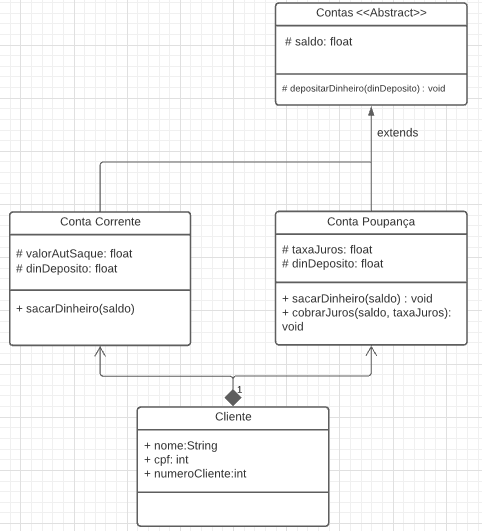 Contas <<Abstract>>
# saldo: float
# depositarDinheiro(dinDeposito) : void
extends
Conta Corrente
# valorAutSaque: float
# dinDeposito: float
+ sacarDinheiro(saldo)
Conta Poupança
# taxaJuros: float
# dinDeposito: float
+ sacarDinheiro(saldo) : void
+ cobrarJuros(saldo, taxaJuros):
void
1
Cliente
+ nome:String
+ cpf: int
+ numeroCliente:int